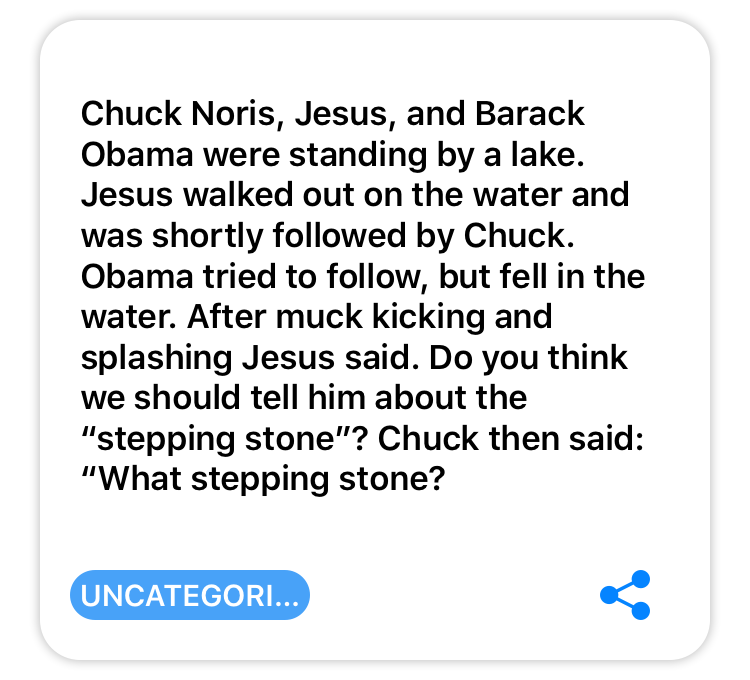 Chuck Noris, Jesus, and Barack
Obama were standing by a lake.
Jesus walked out on the water and
was shortly followed by Chuck.
Obama tried to follow, but fell in the
water. After muck kicking and
splashing Jesus said. Do you think
we should tell him about the
“stepping stone”? Chuck then said:
“What stepping stone?
UNCATEGORI...